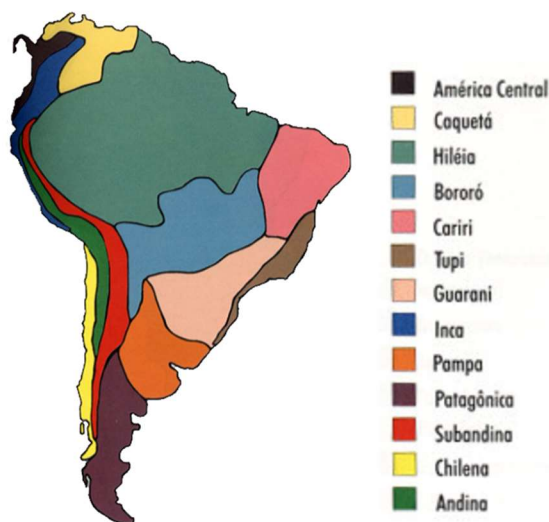 América Central
Caquetá
Hiléia
Bororó
Cariri
Tupi
Guarani
Inca
Pampa
Patagônica
Subandina
Chilena
Andina